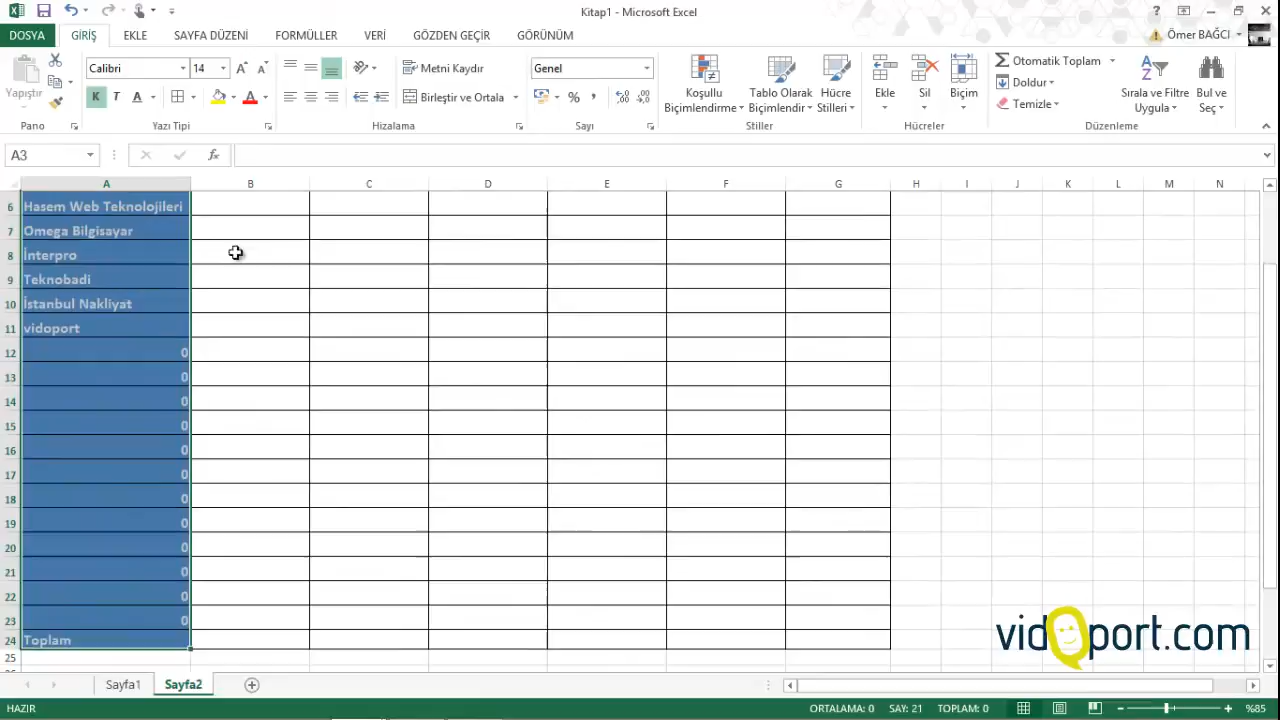 Kitap1 - Microsoft Excel
DOSYA GİRİŞ EKLE SAYFA DÜZENİ FORMÜLLER VERİ GÖZDEN GEÇİR GÖRÜNÜM Ömer BAĞCI
Yapıştır
Calibri 14
K T A
Metni Kaydır
Birleştir ve Ortala
Genel
%
Koşullu Biçimlendirme
Tablo Olarak Biçimlendir
Hücre Stilleri
Ekle
Sil
Biçim
Otomatik Toplam
Doldur
Temizle
Sırala ve Filtre Uygula
Bul ve Seç
Pano Yazı Tipi Hizalama Sayı Stiller Hücreler Düzenleme
A3 fx
A B C D E F G H I J K L M N
6 Hasem Web Teknolojileri
7 Omega Bilgisayar
8 İnterpro
9 Teknobadi
10 İstanbul Nakliyat
11 vidoport
12 0
13 0
14 0
15 0
16 0
17 0
18 0
19 0
20 0
21 0
22 0
23 0
24 Toplam
25
vidoport.com
Sayfa1 Sayfa2
HAZIR ORTALAMA: 0 SAY: 21 TOPLAM: 0 %85